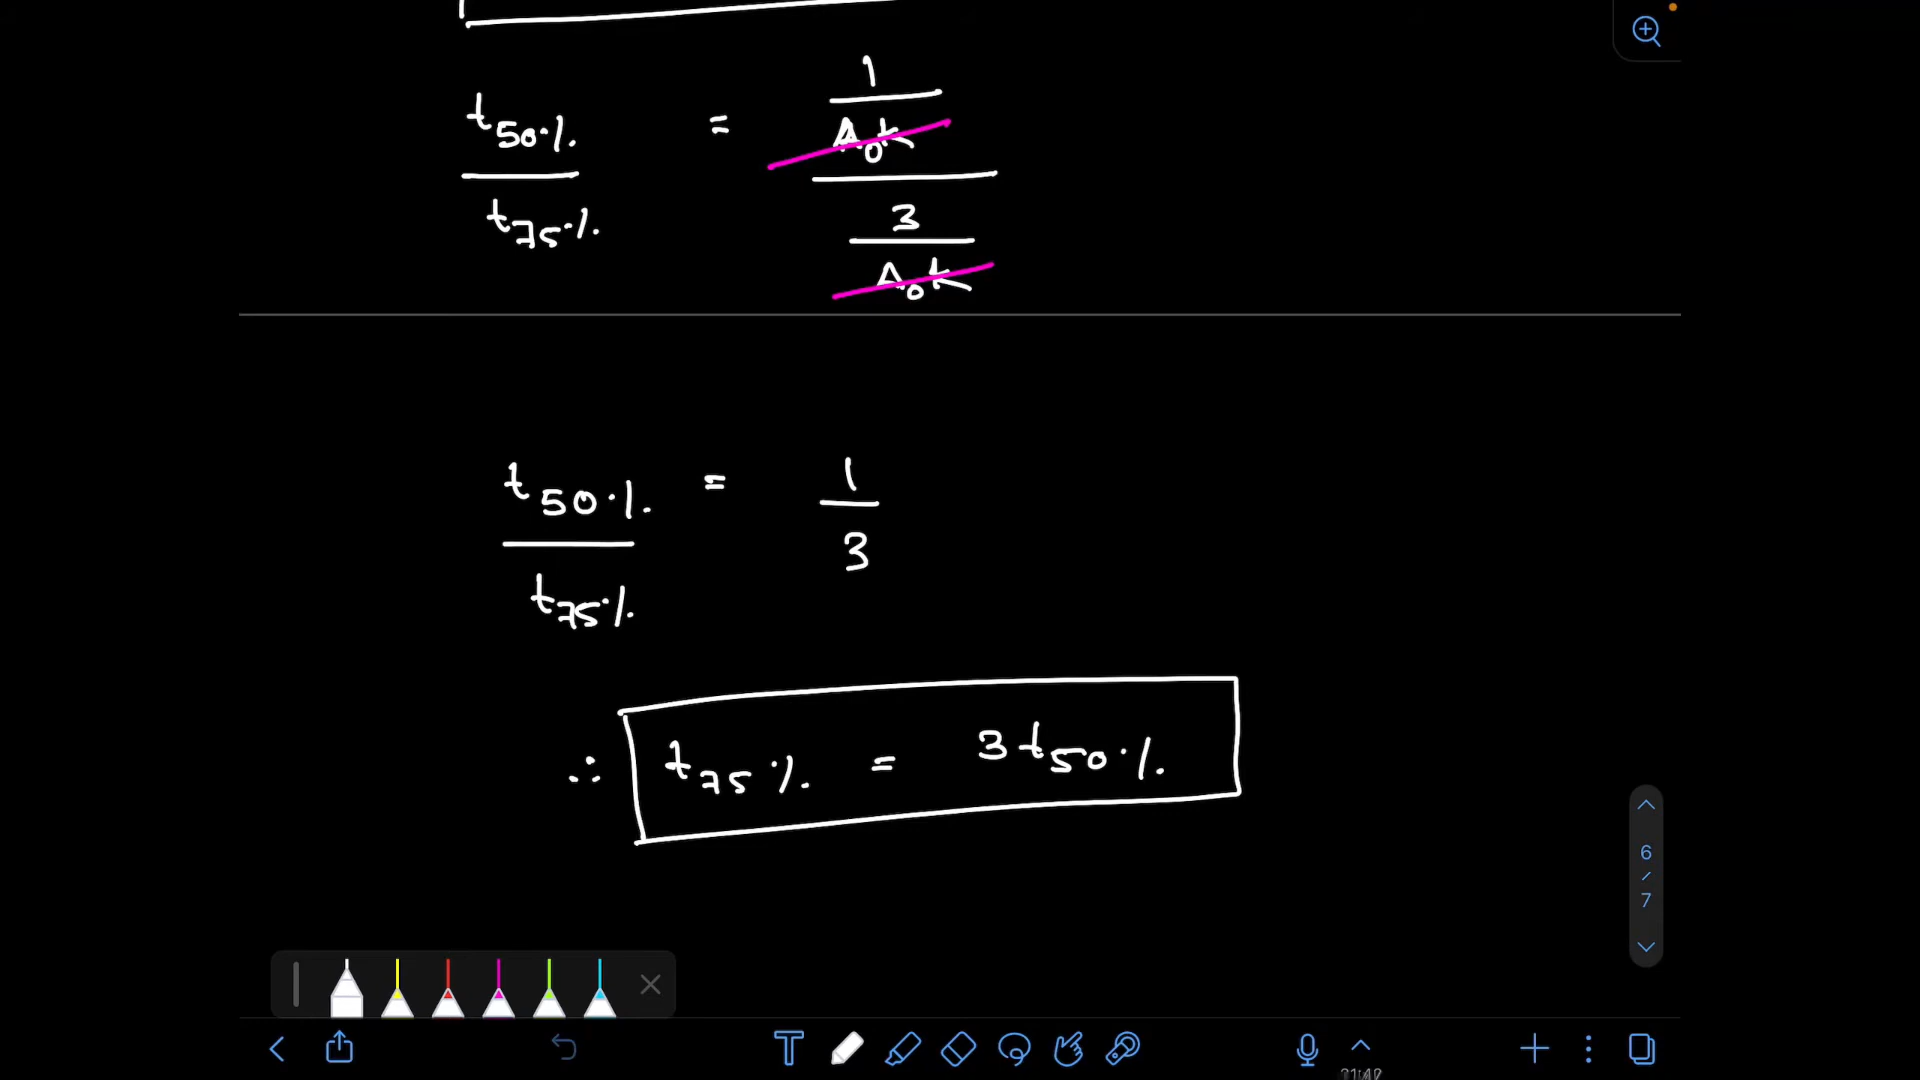 t50% / t75% = 1/A₀k / 3/A₀k
t50% / t75% = 1/3
∴ t75% = 3t50%
6
/
7
T